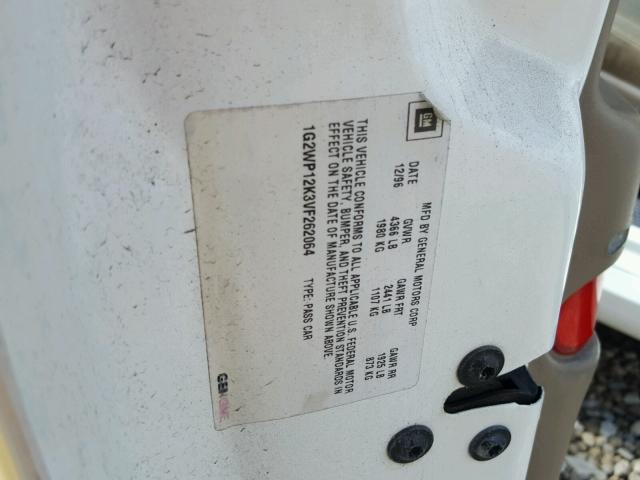 GM
MFD BY GENERAL MOTORS CORP
DATE GVWR GAWR FRT GAWR RR
12/96 4366 LB 2441 LB 1925 LB
1980 KG 1107 KG 873 KG
THIS VEHICLE CONFORMS TO ALL APPLICABLE U.S. FEDERAL MOTOR
VEHICLE SAFETY, BUMPER, AND THEFT PREVENTION STANDARDS IN
EFFECT ON THE DATE OF MANUFACTURE SHOWN ABOVE.
1G2WP12K3VF262064 TYPE: PASS CAR